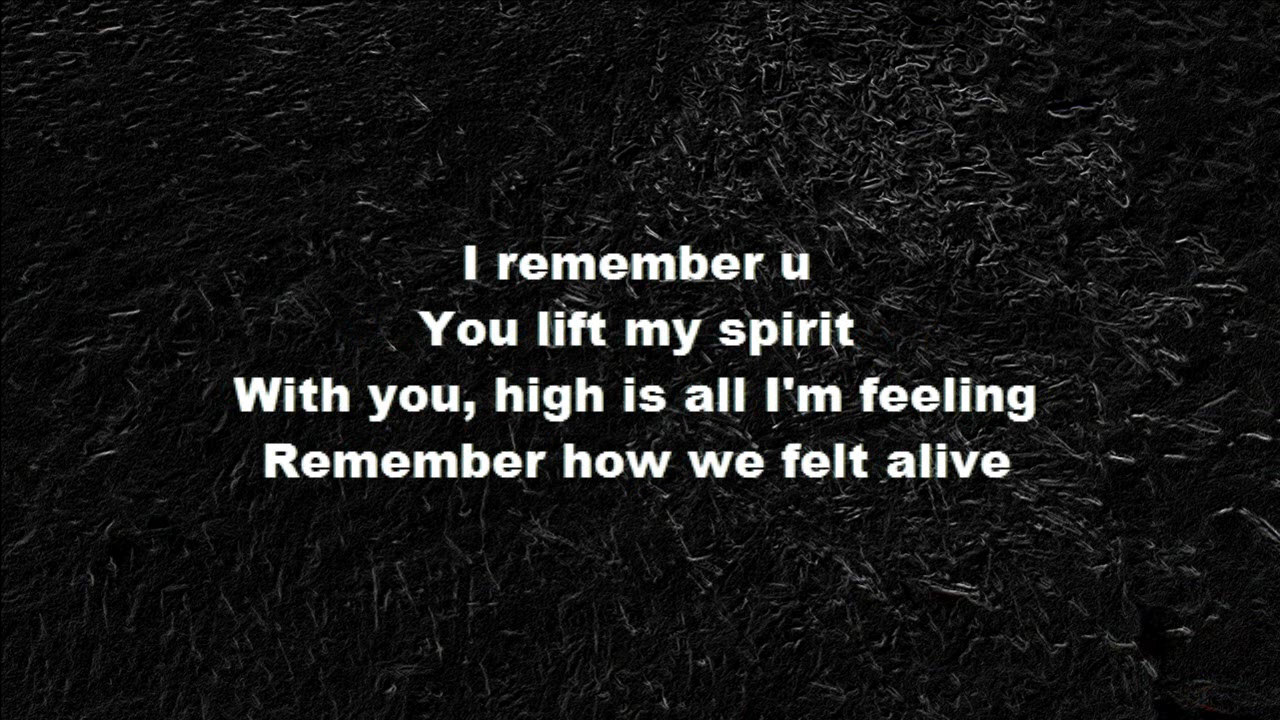 I remember u
You lift my spirit
With you, high is all I'm feeling
Remember how we felt alive